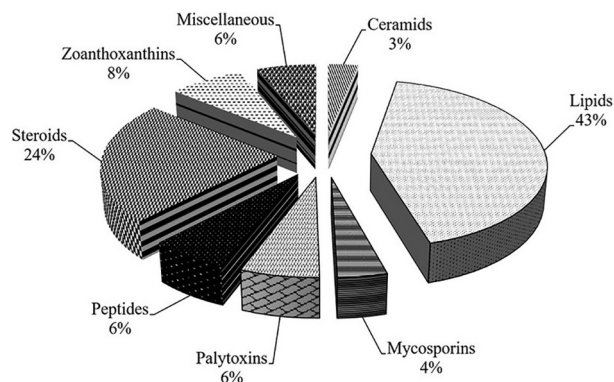 Miscellaneous
6%
Ceramids
3%
Zoanthoxanthins
8%
Lipids
43%
Steroids
24%
Peptides
6%
Palytoxins
6%
Mycosporins
4%